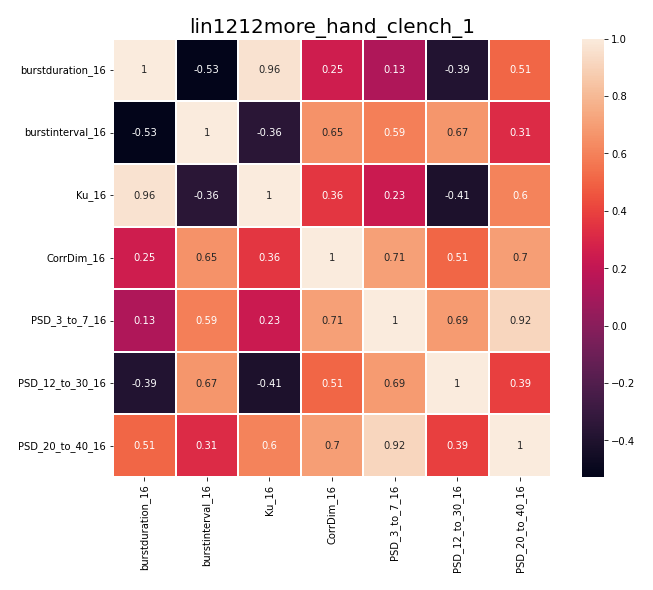 lin1212more_hand_clench_1
burstduration_16 1 -0.53 0.96 0.25 0.13 -0.39 0.51
burstinterval_16 -0.53 1 -0.36 0.65 0.59 0.67 0.31
Ku_16 0.96 -0.36 1 0.36 0.23 -0.41 0.6
CorrDim_16 0.25 0.65 0.36 1 0.71 0.51 0.7
PSD_3_to_7_16 0.13 0.59 0.23 0.71 1 0.69 0.92
PSD_12_to_30_16 -0.39 0.67 -0.41 0.51 0.69 1 0.39
PSD_20_to_40_16 0.51 0.31 0.6 0.7 0.92 0.39 1
burstduration_16
burstinterval_16
Ku_16
CorrDim_16
PSD_3_to_7_16
PSD_12_to_30_16
PSD_20_to_40_16
1.0
0.8
0.6
0.4
0.2
0.0
−0.2
−0.4